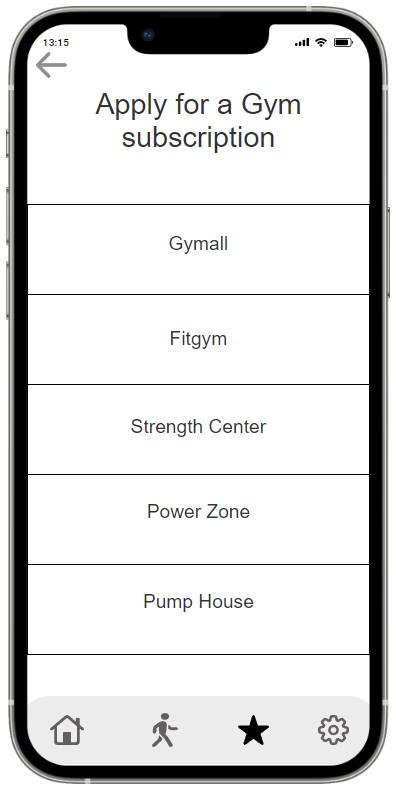 13:15
Apply for a Gym
subscription
Gymall
Fitgym
Strength Center
Power Zone
Pump House